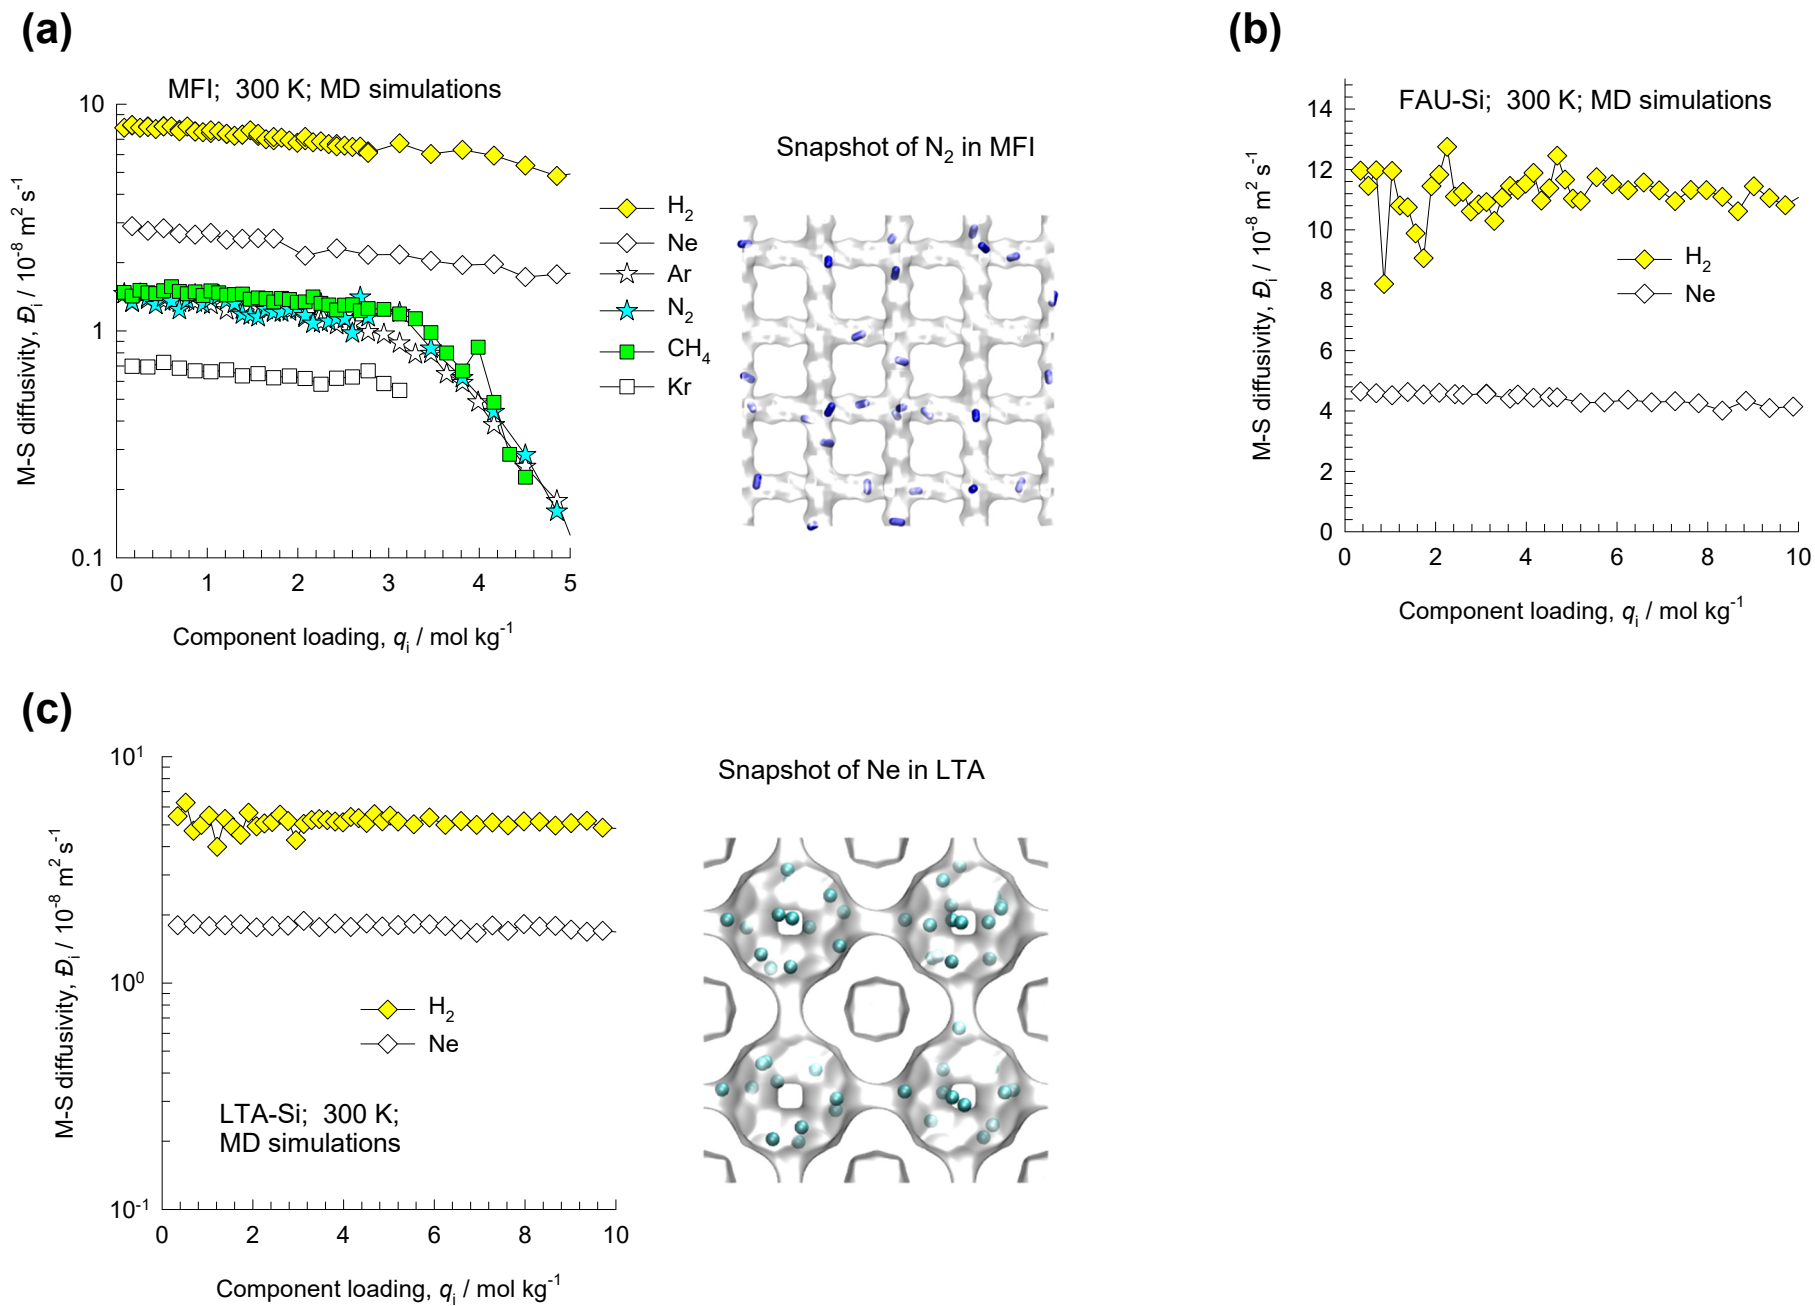 (a)
MFI; 300 K; MD simulations
10
1
0.1
M-S diffusivity, Đi / 10-8 m2 s-1
0 1 2 3 4 5
Component loading, qi / mol kg-1
H2
Ne
Ar
N2
CH4
Kr
Snapshot of N2 in MFI
(b)
FAU-Si; 300 K; MD simulations
14
12
10
8
6
4
2
0
M-S diffusivity, Đi / 10-8 m2 s-1
H2
Ne
0 2 4 6 8 10
Component loading, qi / mol kg-1
(c)
101
100
10-1
M-S diffusivity, Đi / 10-8 m2 s-1
H2
Ne
LTA-Si; 300 K;
MD simulations
0 2 4 6 8 10
Component loading, qi / mol kg-1
Snapshot of Ne in LTA